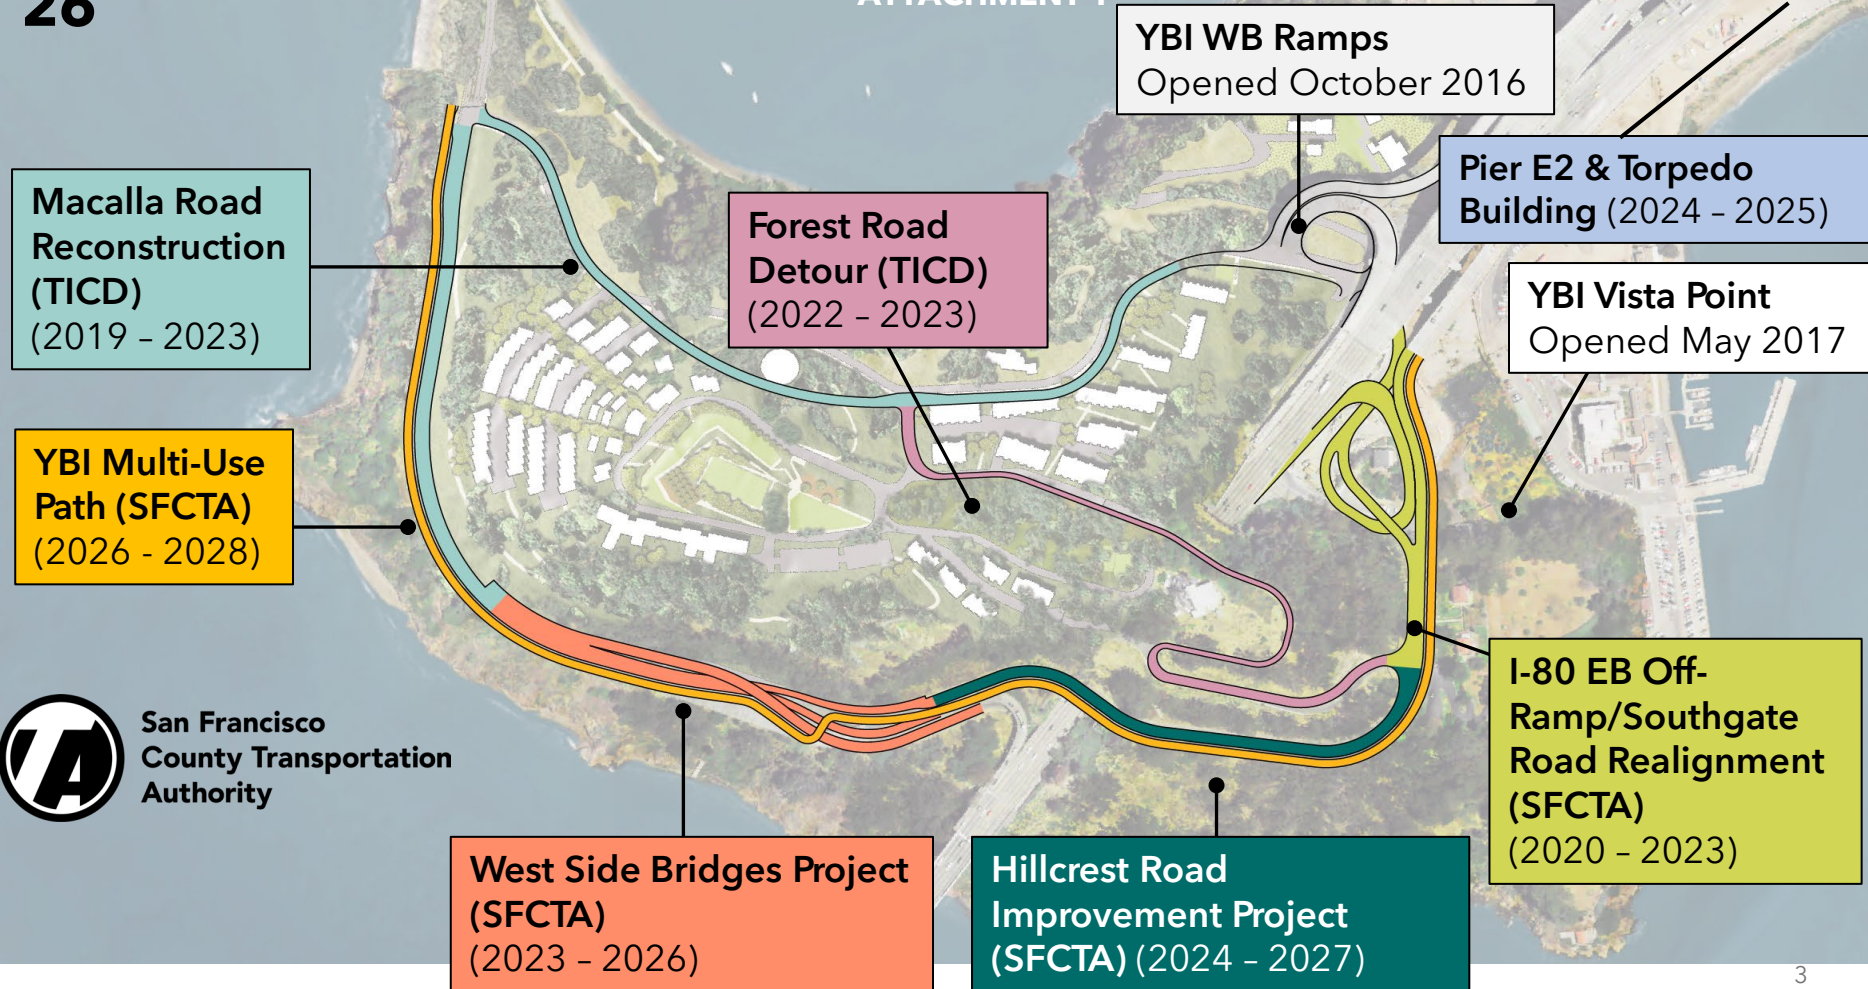 26
ATTACHMENT 1
YBI WB Ramps
Opened October 2016
Pier E2 & Torpedo
Building (2024 – 2025)
Macalla Road
Reconstruction
(TICD)
(2019 – 2023)
Forest Road
Detour (TICD)
(2022 – 2023)
YBI Vista Point
Opened May 2017
YBI Multi-Use
Path (SFCTA)
(2026 - 2028)
I-80 EB Off-
Ramp/Southgate
Road Realignment
(SFCTA)
(2020 – 2023)
TA
San Francisco
County Transportation
Authority
West Side Bridges Project
(SFCTA)
(2023 – 2026)
Hillcrest Road
Improvement Project
(SFCTA) (2024 – 2027)
3